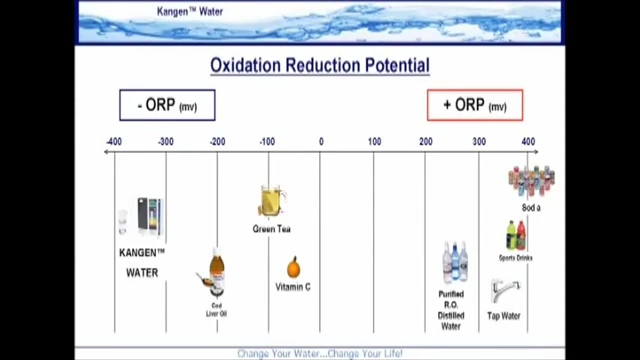 Kangen™ Water
Oxidation Reduction Potential
- ORP (mv)
+ ORP (mv)
-400 -300 -200 -100 0 100 200 300 400
Sod a
Green Tea
KANGEN™
WATER
Sports Drinks
Vitamin C
Cod
Liver Oil
Purified
R.O.
Distilled
Water
Tap Water
Change Your Water...Change Your Life!